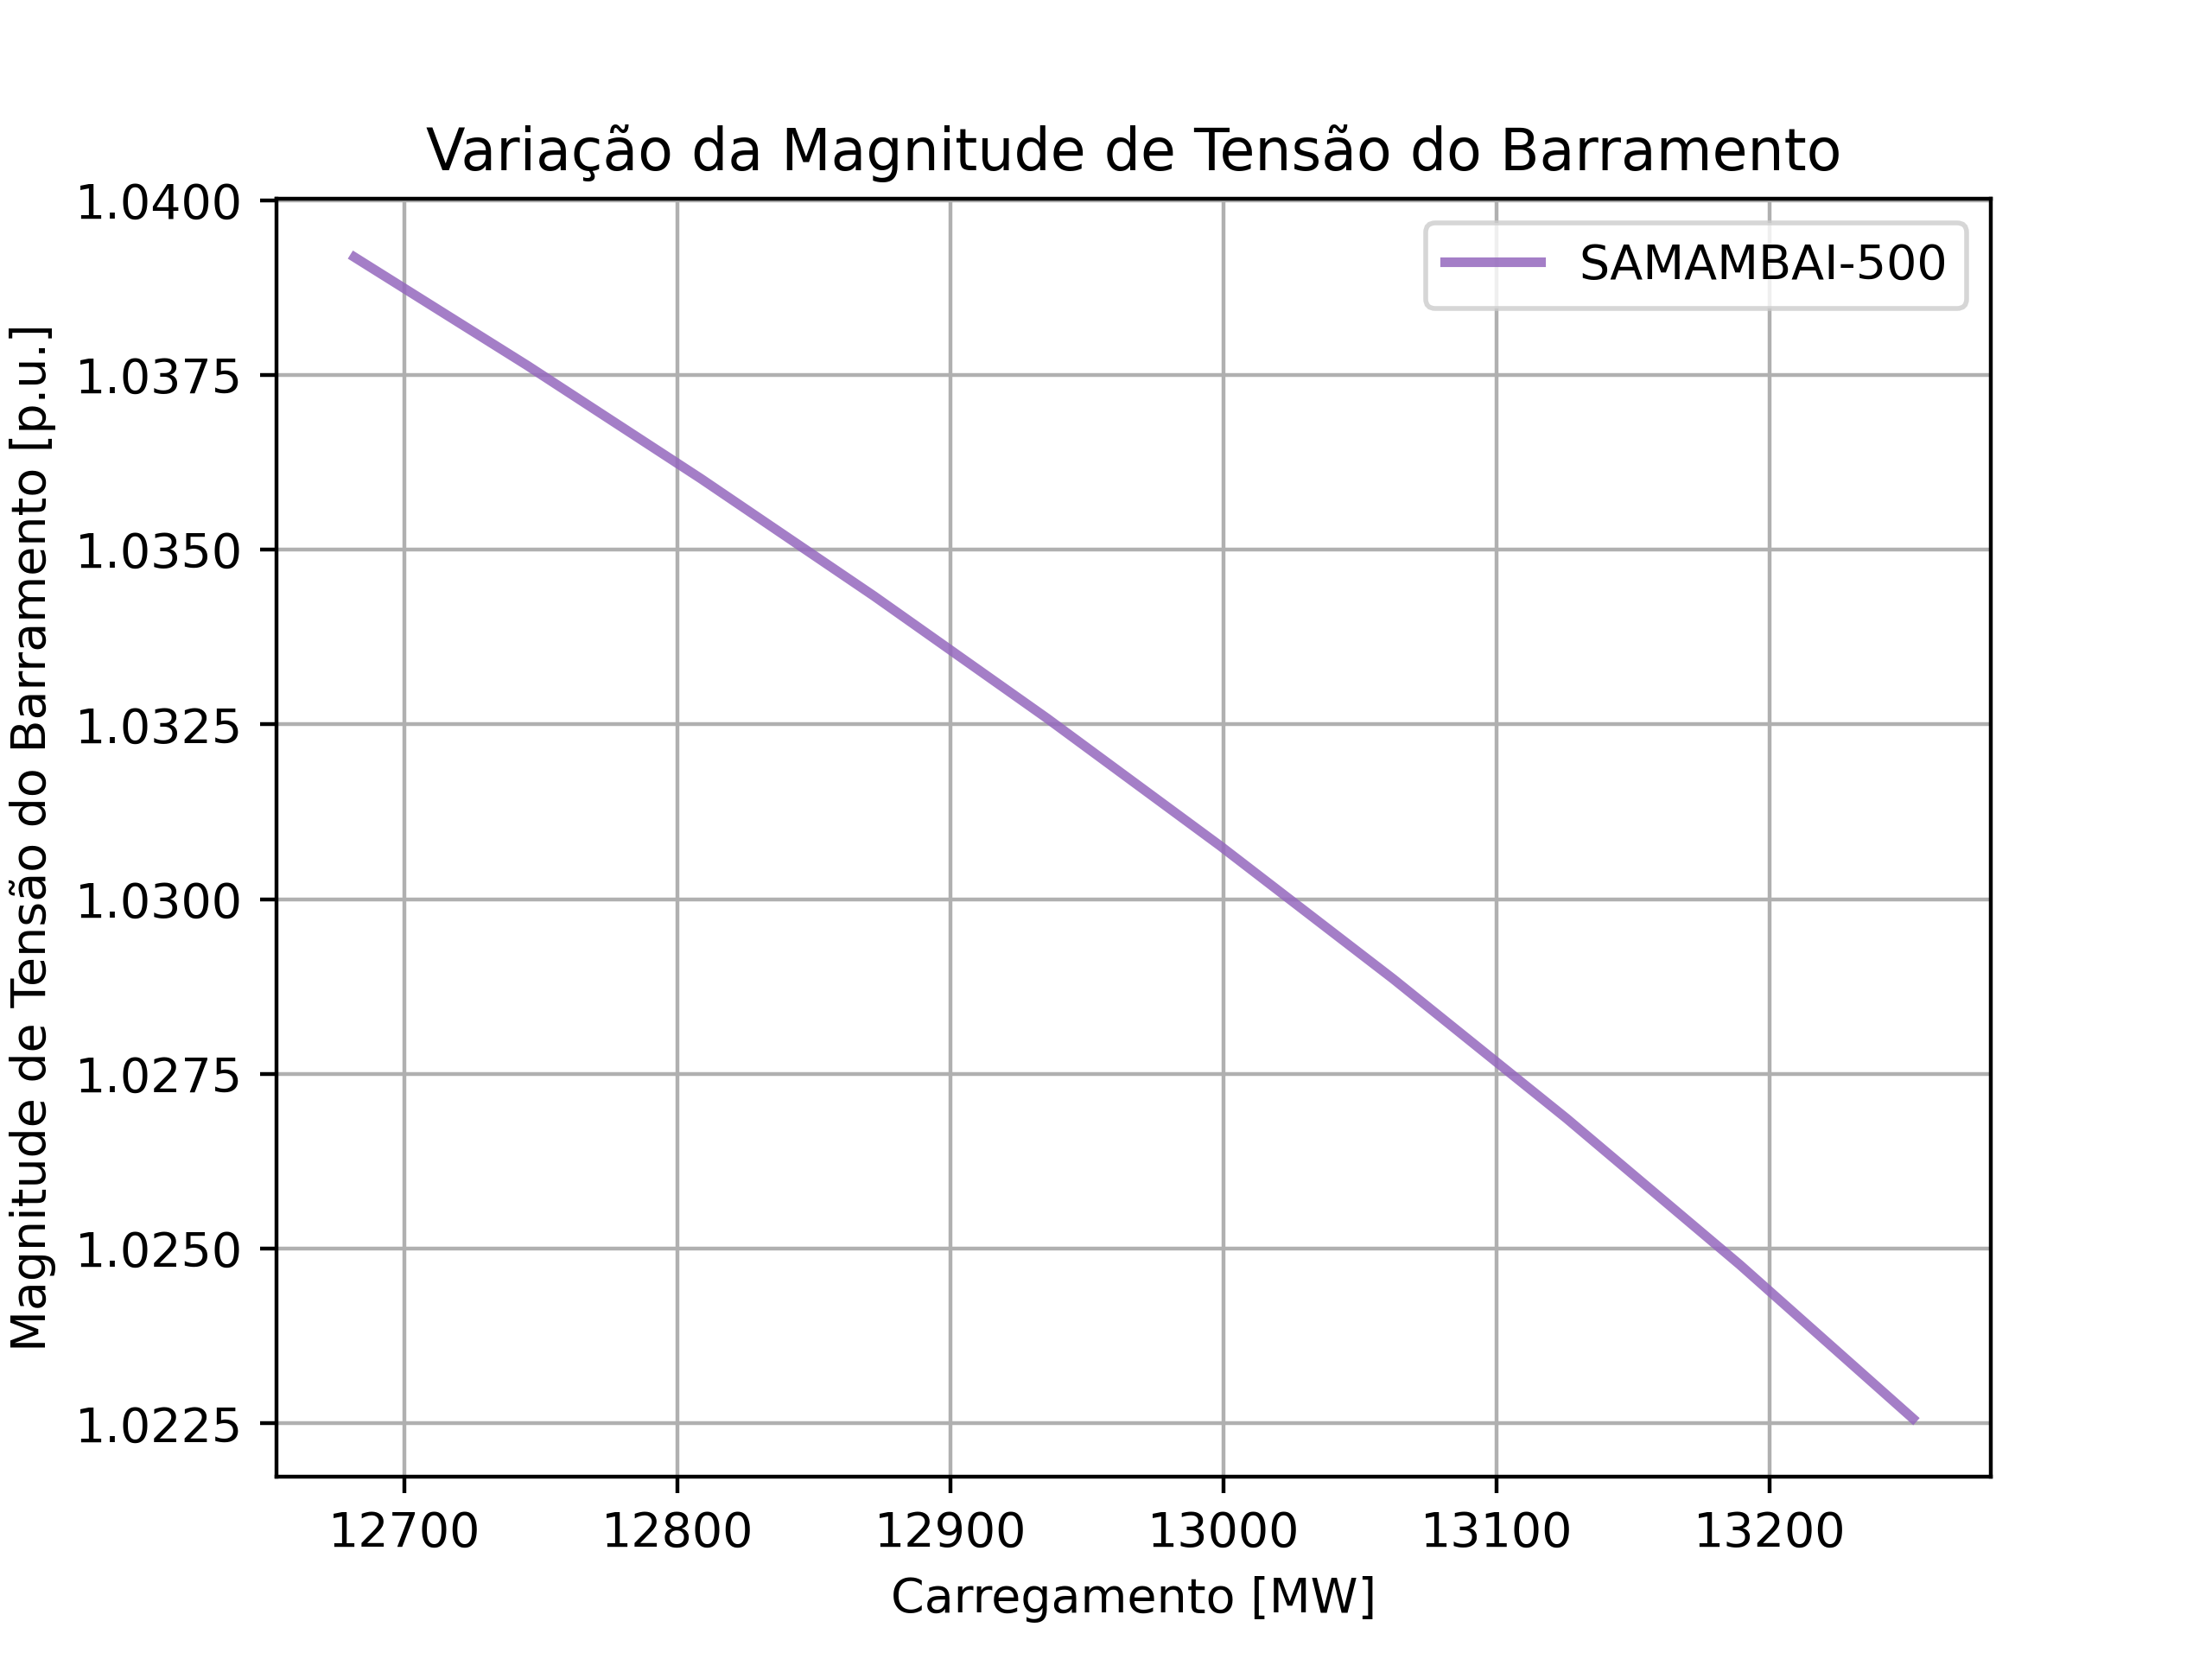 Variação da Magnitude de Tensão do Barramento
SAMAMBAI-500
Magnitude de Tensão do Barramento [p.u.]
1.0400
1.0375
1.0350
1.0325
1.0300
1.0275
1.0250
1.0225
12700 12800 12900 13000 13100 13200
Carregamento [MW]